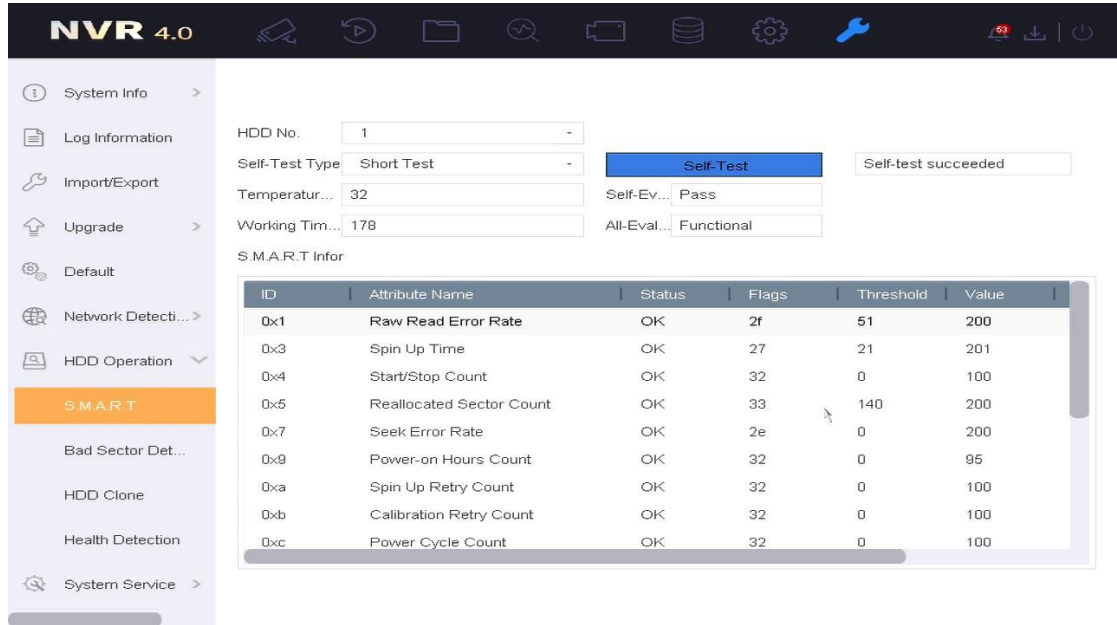 NVR 4.0
63
System Info >
Log Information
Import/Export
Upgrade >
Default
Network Detecti... >
HDD Operation
S.M.A.R.T
Bad Sector Det...
HDD Clone
Health Detection
System Service >
HDD No. 1
Self-Test Type Short Test Self-Test Self-test succeeded
Temperatur... 32 Self-Ev... Pass
Working Tim... 178 All-Eval... Functional
S.M.A.R.T Infor
ID Attribute Name Status Flags Threshold Value
0x1 Raw Read Error Rate OK 2f 51 200
0x3 Spin Up Time OK 27 21 201
0x4 Start/Stop Count OK 32 0 100
0x5 Reallocated Sector Count OK 33 140 200
0x7 Seek Error Rate OK 2e 0 200
0x9 Power-on Hours Count OK 32 0 95
0xa Spin Up Retry Count OK 32 0 100
0xb Calibration Retry Count OK 32 0 100
0xc Power Cycle Count OK 32 0 100